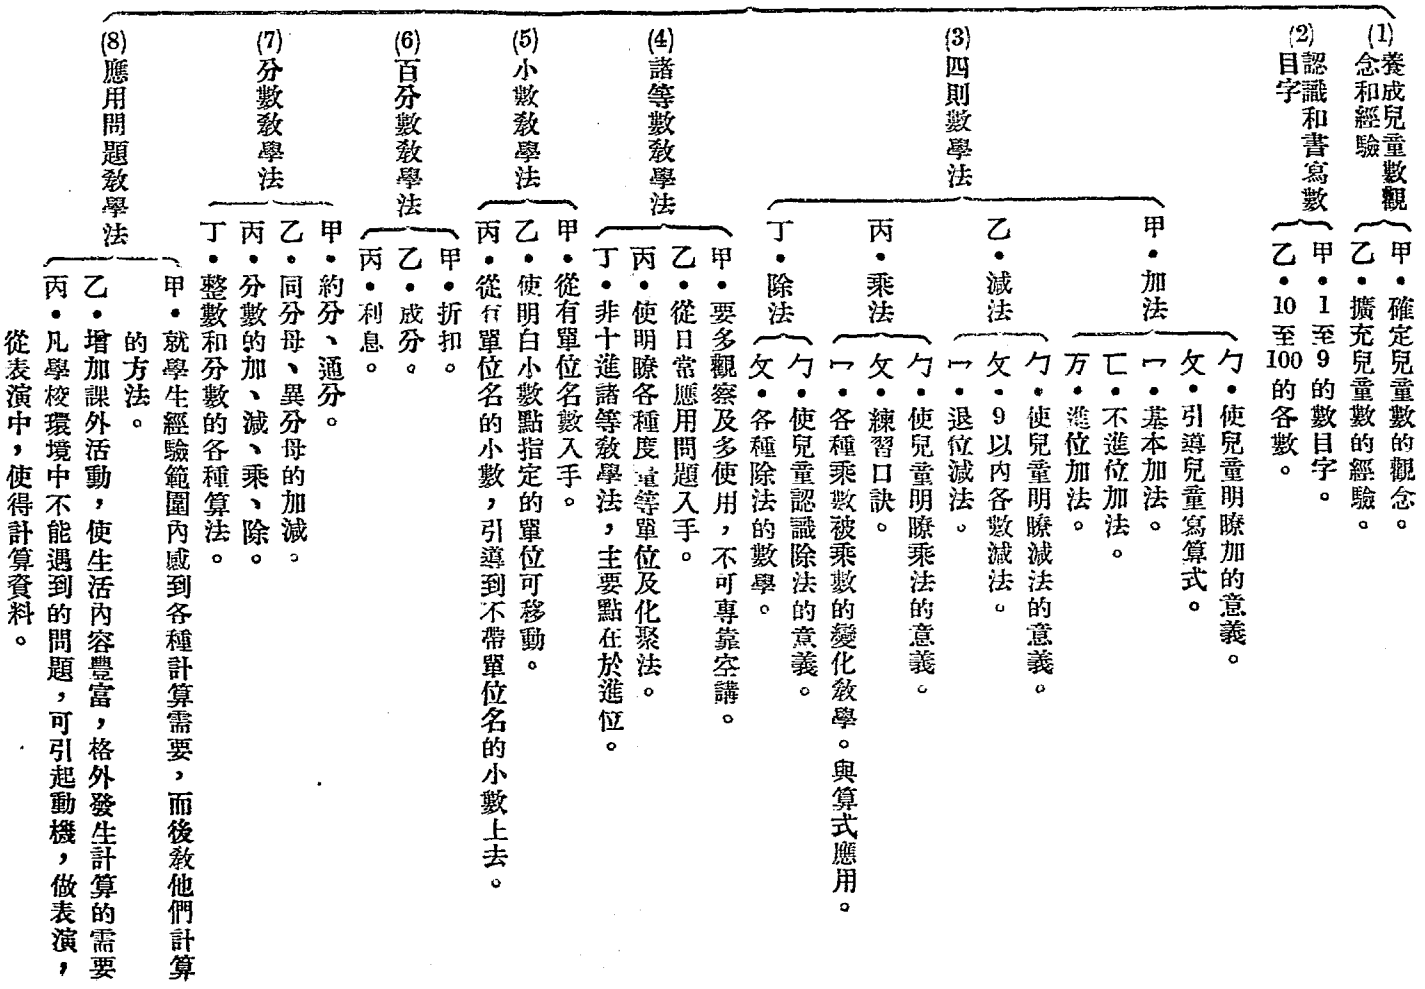 (1)養成兒童數觀
念和經驗
甲•確定兒童數的觀念。
乙•擴充兒童數的經驗。
(2)認識和書寫數
目字
甲•1至9的數目字。
乙•10至100的各數。
(3)四則數學法
甲•加法
ㄅ•使兒童明瞭加的意義。
ㄆ•引導兒童寫算式。
ㄇ•基本加法。
ㄈ•不進位加法。
万•進位加法。
乙•減法
ㄅ•使兒童明瞭減法的意義。
ㄆ•9以內各數減法。
ㄇ•退位減法。
丙•乘法
ㄅ•使兒童明瞭乘法的意義。
ㄆ•練習口訣。
ㄇ•各種乘數被乘數的變化教學。與算式應用。
丁•除法
ㄅ•使兒童認識除法的意義。
ㄆ•各種除法的數學。
(4)諸等數教學法
甲•要多觀察及多使用，不可專靠空講。
乙•從日常應用問題入手。
丙•使明瞭各種度量等單位及化聚法。
丁•非十進諸等教學法，主要點在於進位。
(5)小數教學法
甲•從有單位名數入手。
乙•使明白小數點指定的單位可移動。
丙•從有單位名的小數，引導到不帶單位名的小數上去。
(6)百分數教學法
甲•折扣。
乙•成分。
丙•利息。
(7)分數教學法
甲•約分、通分。
乙•同分母、異分母的加減。
丙•分數的加、減、乘、除。
丁•整數和分數的各種算法。
(8)應用問題教學法
甲•就學生經驗範圍內感到各種計算需要，而後教他們計算
的方法。
乙•增加課外活動，使生活內容豐富，格外發生計算的需要
丙•凡學校環境中不能遇到的問題，可引起動機，做表演，
從表演中，使得計算資料。